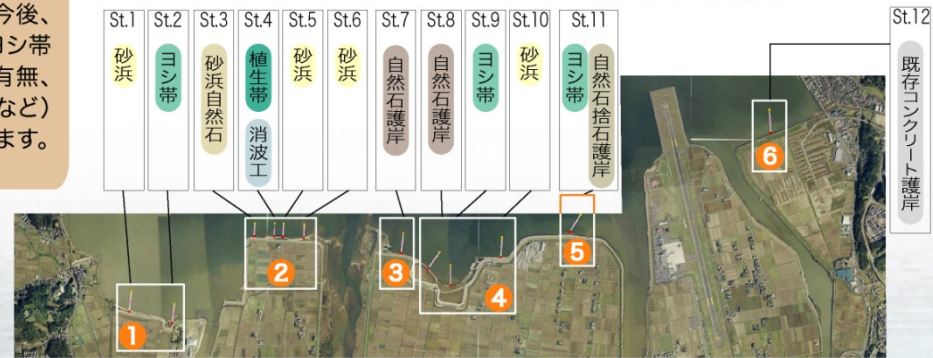 今後、
ヨシ帯
有無、
など）
ます。
St.1
砂浜
St.2
ヨシ帯
St.3
砂浜自然石
St.4
植生帯
消波工
St.5
砂浜
St.6
砂浜
St.7
自然石護岸
St.8
自然石護岸
St.9
ヨシ帯
St.10
砂浜
St.11
ヨシ帯
自然石捨石護岸
St.12
既存コンクリート護岸
1
2
3
4
5
6